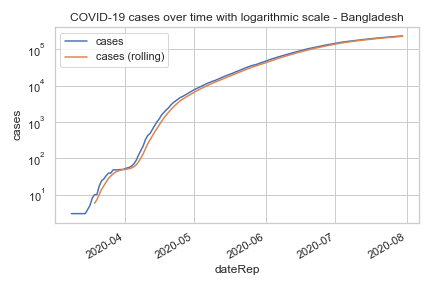 COVID-19 cases over time with logarithmic scale - Bangladesh
cases
cases (rolling)
10^5
10^4
10^3
10^2
10^1
cases
2020-04
2020-05
2020-06
2020-07
2020-08
dateRep